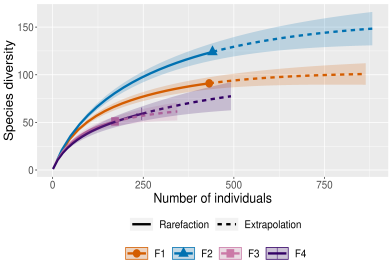 150
100
50
0
Species diversity
0 250 500 750
Number of individuals
Rarefaction Extrapolation
F1 F2 F3 F4